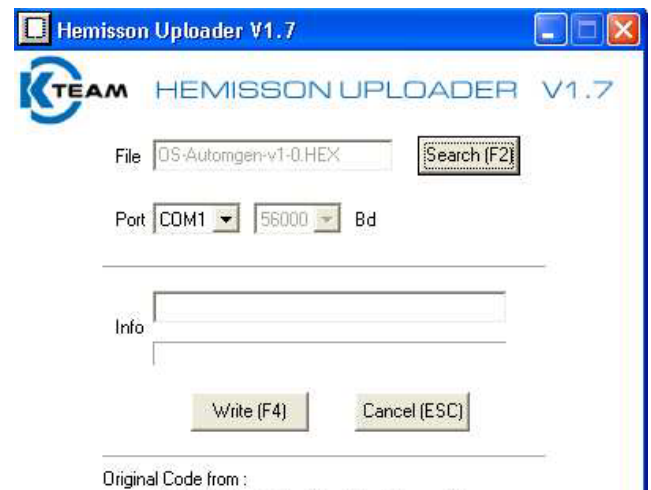 Hemisson Uploader V1.7
K TEAM HEMISSON UPLOADER V1.7
File OS-Automgen-v1-0.HEX Search (F2)
Port COM1 56000 Bd
Info
Write (F4) Cancel (ESC)
Original Code from :